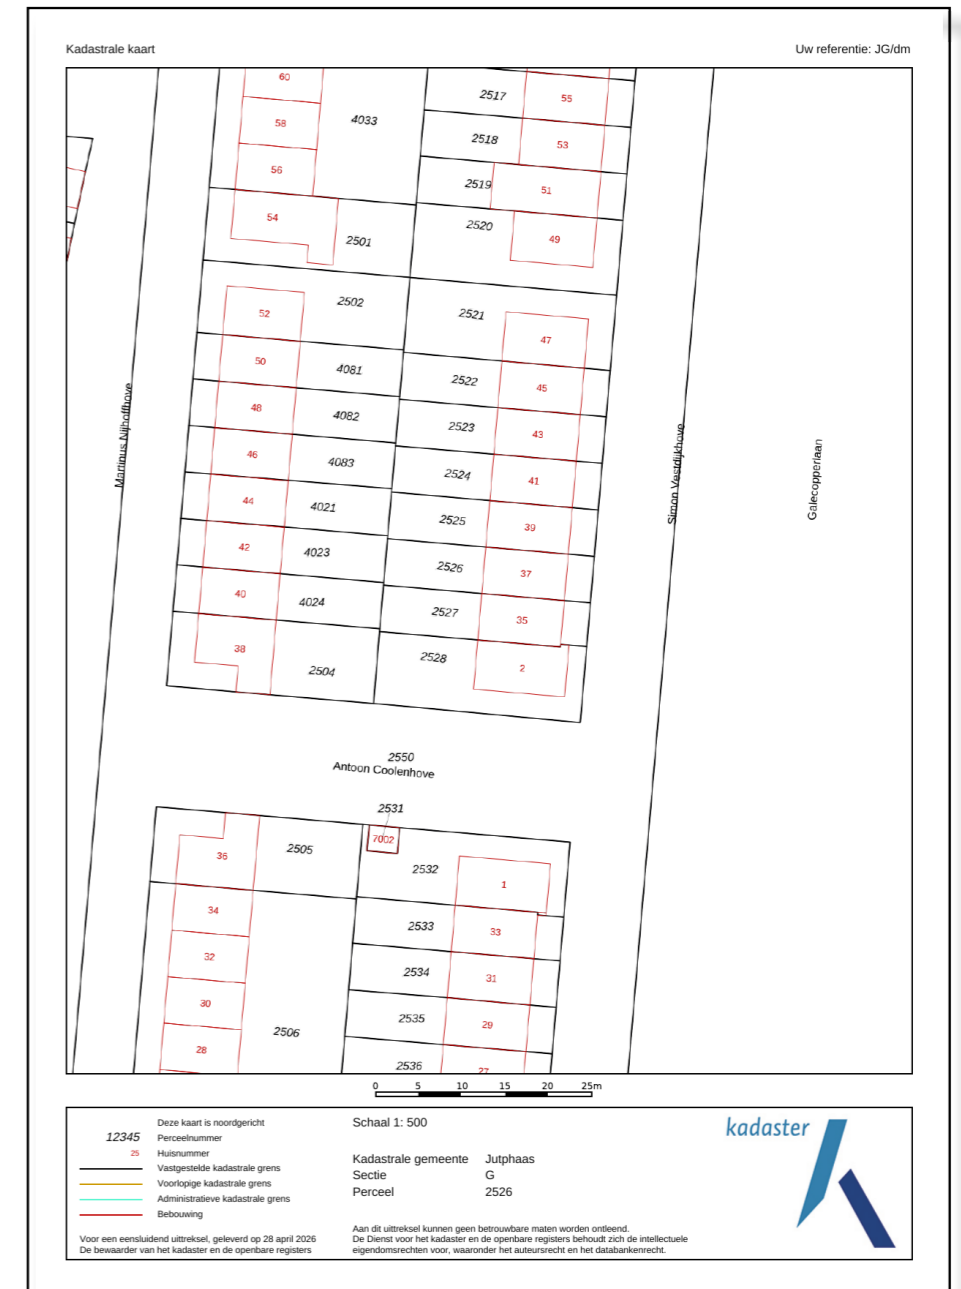 Kadastrale kaart
Uw referentie: JG/dm
60
2517
55
58
4033
2518
53
56
2519
51
54
2501
2520
49
2502
52
2521
47
50
4081
2522
45
48
4082
2523
43
46
4083
2524
41
44
4021
2525
39
42
4023
2526
37
40
4024
2527
35
38
2504
2528
2
Martinus Nijhoffhove
Simon Vestdijkhove
Galecopperlaan
2550
Antoon Coolenhove
2531
7002
36
2505
2532
1
34
2533
33
32
2534
31
30
2535
29
2506
28
2536
27
0 5 10 15 20 25m
Deze kaart is noordgericht
12345 Perceelnummer
25 Huisnummer
Vastgestelde kadastrale grens
Voorlopige kadastrale grens
Administratieve kadastrale grens
Bebouwing
Voor een eensluidend uittreksel, geleverd op 28 april 2026
De bewaarder van het kadaster en de openbare registers
Schaal 1: 500
Kadastrale gemeente Jutphaas
Sectie G
Perceel 2526
Aan dit uittreksel kunnen geen betrouwbare maten worden ontleend.
De Dienst voor het kadaster en de openbare registers behoudt zich de intellectuele
eigendomsrechten voor, waaronder het auteursrecht en het databankenrecht.
kadaster